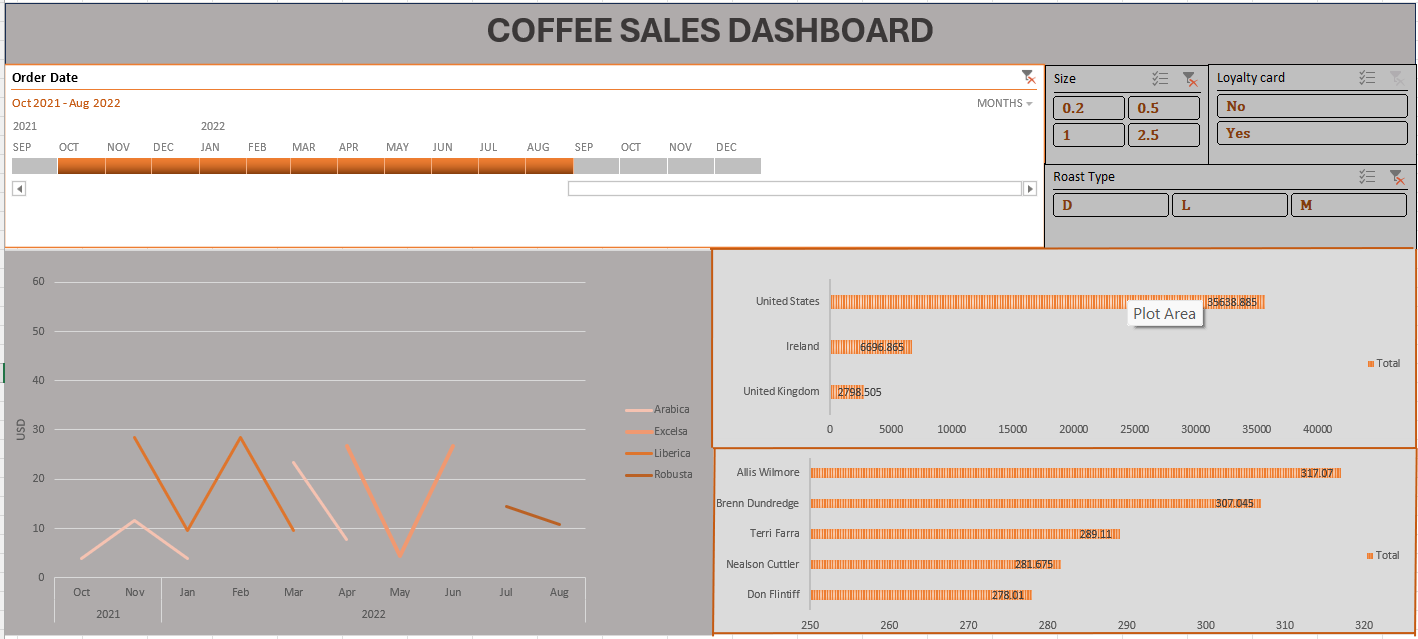 COFFEE SALES DASHBOARD
Order Date
Oct 2021 - Aug 2022
MONTHS
2021 2022
SEP OCT NOV DEC JAN FEB MAR APR MAY JUN JUL AUG SEP OCT NOV DEC
Size
0.2 0.5
1 2.5
Loyalty card
No
Yes
Roast Type
D L M
60
50
40
30
20
10
0
USD
Oct Nov Jan Feb Mar Apr May Jun Jul Aug
2021 2022
Arabica
Excelsa
Liberica
Robusta
United States 35638.885
Plot Area
Ireland 6696.865
Total
United Kingdom 2798.505
0 5000 10000 15000 20000 25000 30000 35000 40000
Allis Wilmore 317.07
Brenn Dundredge 307.045
Terri Farra 289.11
Total
Nealson Cuttler 281.675
Don Flintiff 278.01
250 260 270 280 290 300 310 320